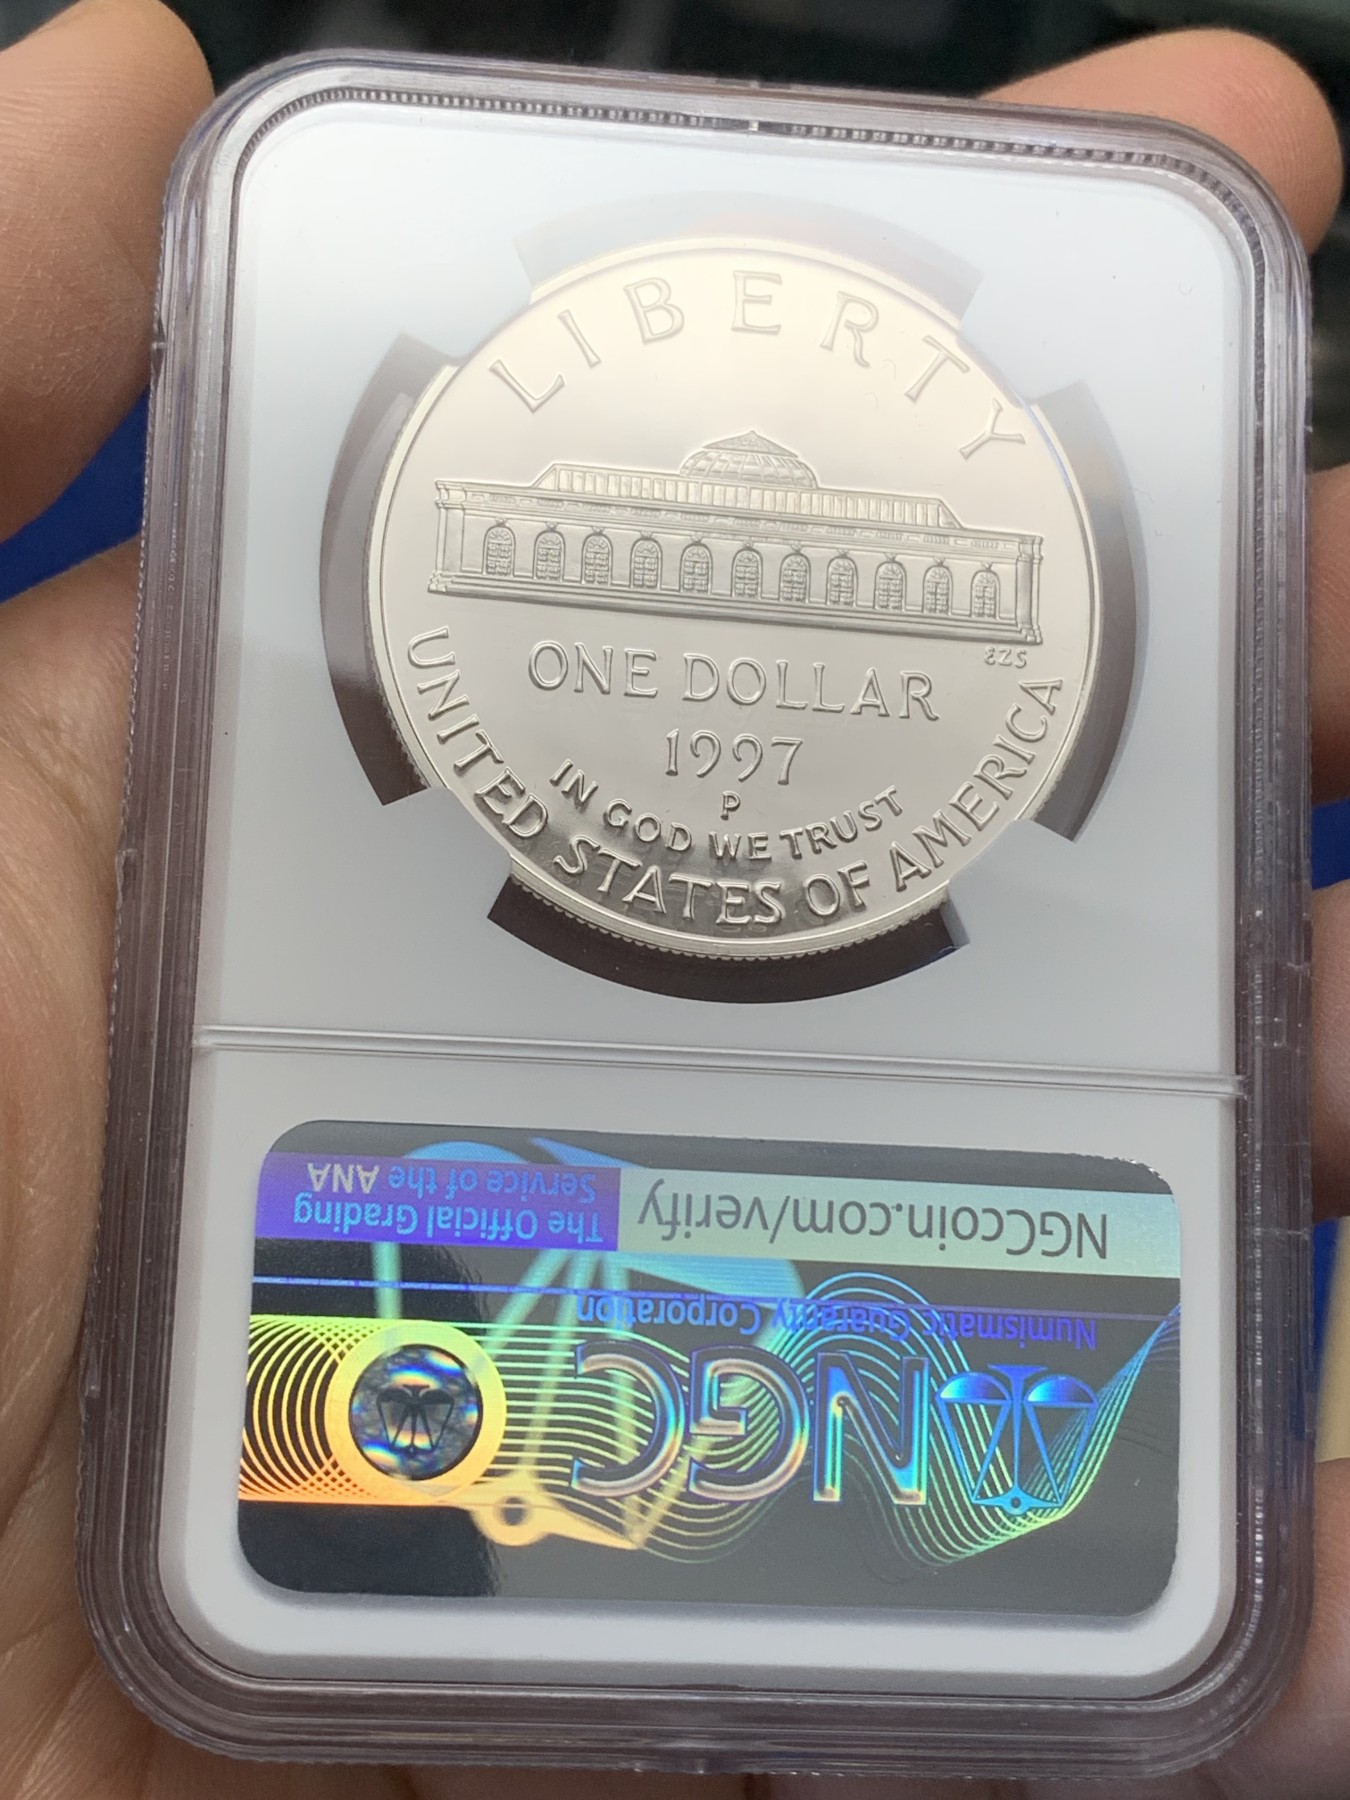 LIBERTY
EZS
ONE DOLLAR
1997
P
IN GOD WE TRUST
UNITED STATES OF AMERICA
NGCcoin.com/verify
The Official Grading
Service of the ANA
Numismatic Guaranty Corporation
NGC